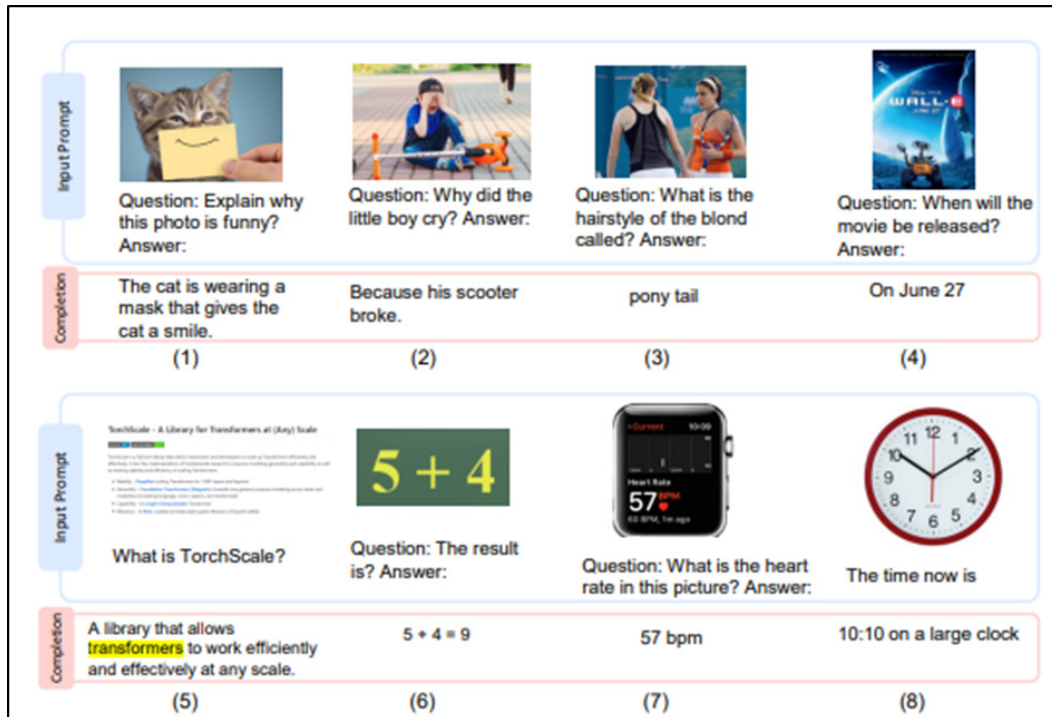 Input Prompt
Question: Explain why
this photo is funny?
Answer:
Question: Why did the
little boy cry? Answer:
Question: What is the
hairstyle of the blond
called? Answer:
WALL-E
JUNE 27
Question: When will the
movie be released?
Answer:
Completion
The cat is wearing a
mask that gives the
cat a smile.
Because his scooter
broke.
pony tail
On June 27
(1)
(2)
(3)
(4)
Input Prompt
TorchScale - A Library for Transformers at (Any) Scale
What is TorchScale?
5 + 4
Question: The result
is? Answer:
Current 10:09
Heart Rate
57 BPM
60 BPM, 1m ago
Question: What is the heart
rate in this picture? Answer:
12
1
2
3
4
5
6
7
8
9
10
11
The time now is
Completion
A library that allows
transformers to work efficiently
and effectively at any scale.
5 + 4 = 9
57 bpm
10:10 on a large clock
(5)
(6)
(7)
(8)